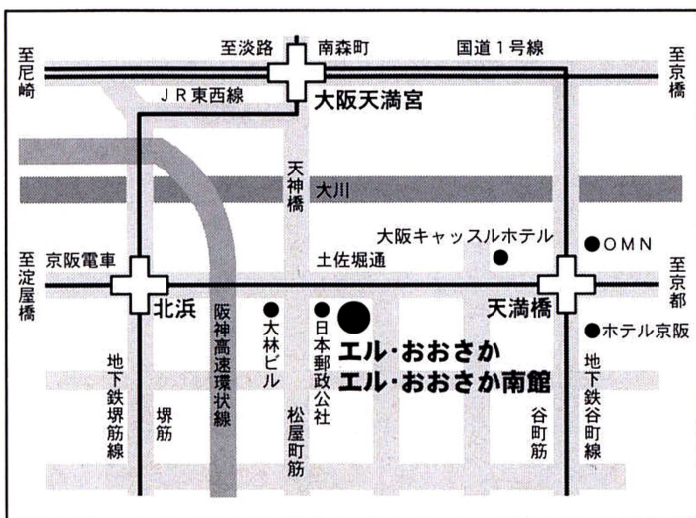 至尼崎
至淡路
南森町
国道1号線
至京橋
JR東西線
大阪天満宮
天神橋
大川
大阪キャッスルホテル
OMN
至淀屋橋
京阪電車
土佐堀通
至京都
北浜
天満橋
阪神高速環状線
大林ビル
日本郵政公社
エル・おおさか
エル・おおさか南館
ホテル京阪
地下鉄堺筋線
堺筋
松屋町筋
谷町筋
地下鉄谷町線